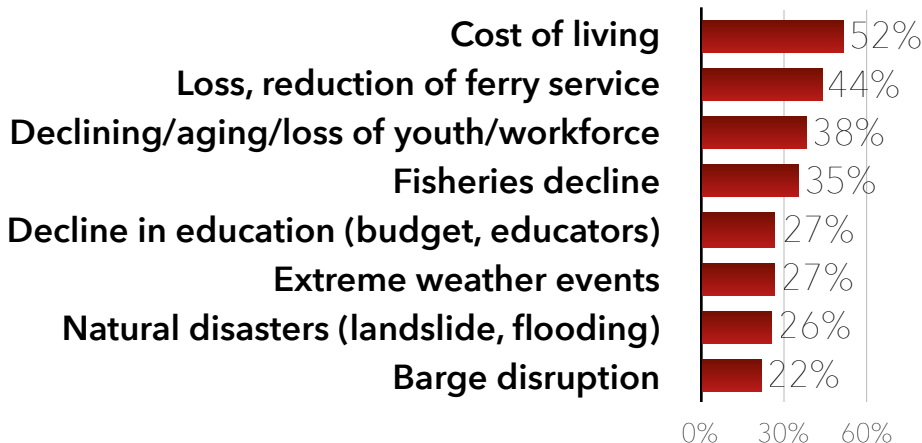 Cost of living 52%
Loss, reduction of ferry service 44%
Declining/aging/loss of youth/workforce 38%
Fisheries decline 35%
Decline in education (budget, educators) 27%
Extreme weather events 27%
Natural disasters (landslide, flooding) 26%
Barge disruption 22%
0% 30% 60%